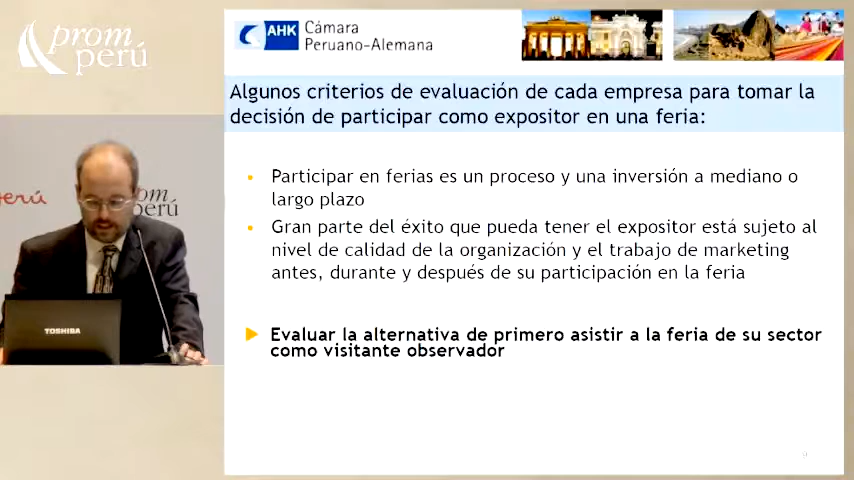 prom
perú
AHK
Cámara
Peruano-Alemana
Algunos criterios de evaluación de cada empresa para tomar la
decisión de participar como expositor en una feria:
• Participar en ferias es un proceso y una inversión a mediano o
largo plazo
• Gran parte del éxito que pueda tener el expositor está sujeto al
nivel de calidad de la organización y el trabajo de marketing
antes, durante y después de su participación en la feria
Evaluar la alternativa de primero asistir a la feria de su sector
como visitante observador
perú
om
perú
TOSHIBA